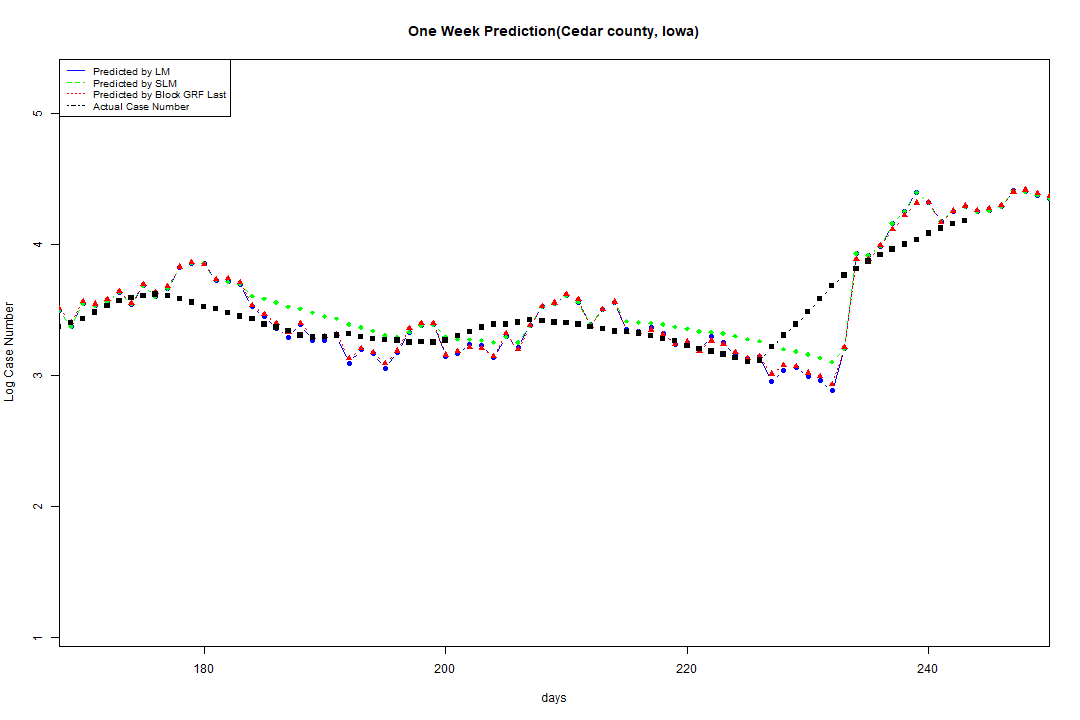 One Week Prediction(Cedar county, Iowa)
Predicted by LM
Predicted by SLM
Predicted by Block GRF Last
Actual Case Number
5
4
3
2
1
Log Case Number
180 200 220 240
days